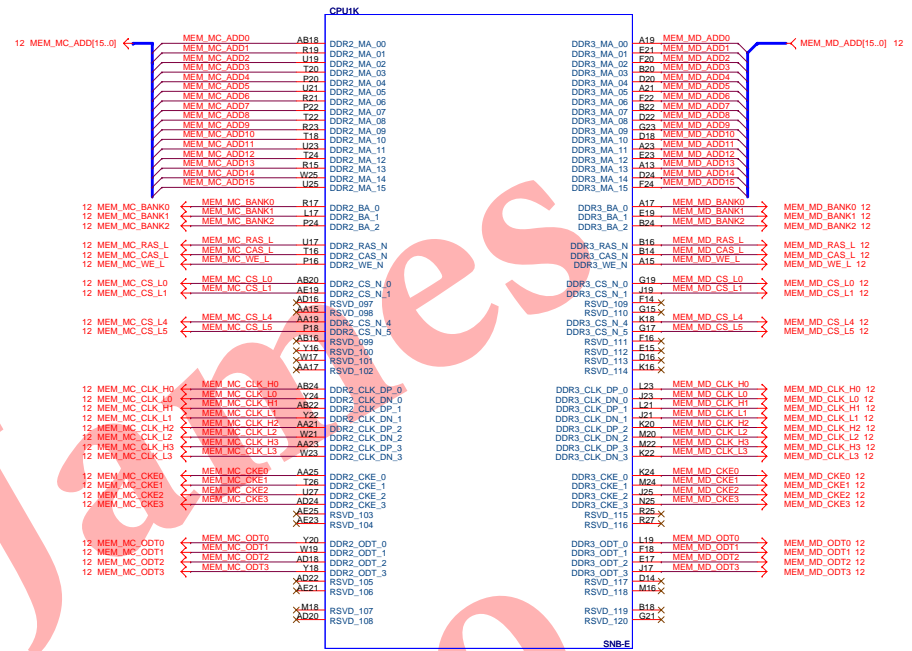 CPU1K
12 MEM_MC_ADD[15..0]
MEM_MD_ADD[15..0] 12
MEM_MC_ADD0 AB18 DDR2_MA_00 DDR3_MA_00 A19 MEM_MD_ADD0
MEM_MC_ADD1 R19 DDR2_MA_01 DDR3_MA_01 E21 MEM_MD_ADD1
MEM_MC_ADD2 U19 DDR2_MA_02 DDR3_MA_02 F20 MEM_MD_ADD2
MEM_MC_ADD3 T20 DDR2_MA_03 DDR3_MA_03 B20 MEM_MD_ADD3
MEM_MC_ADD4 P20 DDR2_MA_04 DDR3_MA_04 D20 MEM_MD_ADD4
MEM_MC_ADD5 U21 DDR2_MA_05 DDR3_MA_05 A21 MEM_MD_ADD5
MEM_MC_ADD6 R21 DDR2_MA_06 DDR3_MA_06 F22 MEM_MD_ADD6
MEM_MC_ADD7 P22 DDR2_MA_07 DDR3_MA_07 B22 MEM_MD_ADD7
MEM_MC_ADD8 T22 DDR2_MA_08 DDR3_MA_08 D22 MEM_MD_ADD8
MEM_MC_ADD9 R23 DDR2_MA_09 DDR3_MA_09 G23 MEM_MD_ADD9
MEM_MC_ADD10 T18 DDR2_MA_10 DDR3_MA_10 D18 MEM_MD_ADD10
MEM_MC_ADD11 U23 DDR2_MA_11 DDR3_MA_11 A23 MEM_MD_ADD11
MEM_MC_ADD12 T24 DDR2_MA_12 DDR3_MA_12 E23 MEM_MD_ADD12
MEM_MC_ADD13 R15 DDR2_MA_13 DDR3_MA_13 A13 MEM_MD_ADD13
MEM_MC_ADD14 W25 DDR2_MA_14 DDR3_MA_14 D24 MEM_MD_ADD14
MEM_MC_ADD15 U25 DDR2_MA_15 DDR3_MA_15 F24 MEM_MD_ADD15
12 MEM_MC_BANK0 MEM_MC_BANK0 R17 DDR2_BA_0 DDR3_BA_0 A17 MEM_MD_BANK0 MEM_MD_BANK0 12
12 MEM_MC_BANK1 MEM_MC_BANK1 L17 DDR2_BA_1 DDR3_BA_1 E19 MEM_MD_BANK1 MEM_MD_BANK1 12
12 MEM_MC_BANK2 MEM_MC_BANK2 P24 DDR2_BA_2 DDR3_BA_2 B24 MEM_MD_BANK2 MEM_MD_BANK2 12
12 MEM_MC_RAS_L MEM_MC_RAS_L U17 DDR2_RAS_N DDR3_RAS_N B16 MEM_MD_RAS_L MEM_MD_RAS_L 12
12 MEM_MC_CAS_L MEM_MC_CAS_L T16 DDR2_CAS_N DDR3_CAS_N B14 MEM_MD_CAS_L MEM_MD_CAS_L 12
12 MEM_MC_WE_L MEM_MC_WE_L P16 DDR2_WE_N DDR3_WE_N A15 MEM_MD_WE_L MEM_MD_WE_L 12
12 MEM_MC_CS_L0 MEM_MC_CS_L0 AB20 DDR2_CS_N_0 DDR3_CS_N_0 G19 MEM_MD_CS_L0 MEM_MD_CS_L0 12
12 MEM_MC_CS_L1 MEM_MC_CS_L1 AE19 DDR2_CS_N_1 DDR3_CS_N_1 J19 MEM_MD_CS_L1 MEM_MD_CS_L1 12
AD16 RSVD_097 RSVD_109 F14
AA15 RSVD_098 RSVD_110 G15
12 MEM_MC_CS_L4 MEM_MC_CS_L4 AA19 DDR2_CS_N_4 DDR3_CS_N_4 K18 MEM_MD_CS_L4 MEM_MD_CS_L4 12
12 MEM_MC_CS_L5 MEM_MC_CS_L5 P18 DDR2_CS_N_5 DDR3_CS_N_5 G17 MEM_MD_CS_L5 MEM_MD_CS_L5 12
AB16 RSVD_099 RSVD_111 F16
Y16 RSVD_100 RSVD_112 E15
W17 RSVD_101 RSVD_113 D16
AA17 RSVD_102 RSVD_114 K16
12 MEM_MC_CLK_H0 MEM_MC_CLK_H0 AB24 DDR2_CLK_DP_0 DDR3_CLK_DP_0 L23 MEM_MD_CLK_H0 MEM_MD_CLK_H0 12
12 MEM_MC_CLK_L0 MEM_MC_CLK_L0 Y24 DDR2_CLK_DN_0 DDR3_CLK_DN_0 J23 MEM_MD_CLK_L0 MEM_MD_CLK_L0 12
12 MEM_MC_CLK_H1 MEM_MC_CLK_H1 AB22 DDR2_CLK_DP_1 DDR3_CLK_DP_1 L21 MEM_MD_CLK_H1 MEM_MD_CLK_H1 12
12 MEM_MC_CLK_L1 MEM_MC_CLK_L1 Y22 DDR2_CLK_DN_1 DDR3_CLK_DN_1 J21 MEM_MD_CLK_L1 MEM_MD_CLK_L1 12
12 MEM_MC_CLK_H2 MEM_MC_CLK_H2 AA21 DDR2_CLK_DP_2 DDR3_CLK_DP_2 K20 MEM_MD_CLK_H2 MEM_MD_CLK_H2 12
12 MEM_MC_CLK_L2 MEM_MC_CLK_L2 W21 DDR2_CLK_DN_2 DDR3_CLK_DN_2 M20 MEM_MD_CLK_L2 MEM_MD_CLK_L2 12
12 MEM_MC_CLK_H3 MEM_MC_CLK_H3 AA23 DDR2_CLK_DP_3 DDR3_CLK_DP_3 M22 MEM_MD_CLK_H3 MEM_MD_CLK_H3 12
12 MEM_MC_CLK_L3 MEM_MC_CLK_L3 W23 DDR2_CLK_DN_3 DDR3_CLK_DN_3 K22 MEM_MD_CLK_L3 MEM_MD_CLK_L3 12
12 MEM_MC_CKE0 MEM_MC_CKE0 AA25 DDR2_CKE_0 DDR3_CKE_0 K24 MEM_MD_CKE0 MEM_MD_CKE0 12
12 MEM_MC_CKE1 MEM_MC_CKE1 T26 DDR2_CKE_1 DDR3_CKE_1 M24 MEM_MD_CKE1 MEM_MD_CKE1 12
12 MEM_MC_CKE2 MEM_MC_CKE2 U27 DDR2_CKE_2 DDR3_CKE_2 J25 MEM_MD_CKE2 MEM_MD_CKE2 12
12 MEM_MC_CKE3 MEM_MC_CKE3 AD24 DDR2_CKE_3 DDR3_CKE_3 N25 MEM_MD_CKE3 MEM_MD_CKE3 12
AE25 RSVD_103 RSVD_115 R25
AE23 RSVD_104 RSVD_116 R27
12 MEM_MC_ODT0 MEM_MC_ODT0 Y20 DDR2_ODT_0 DDR3_ODT_0 L19 MEM_MD_ODT0 MEM_MD_ODT0 12
12 MEM_MC_ODT1 MEM_MC_ODT1 W19 DDR2_ODT_1 DDR3_ODT_1 F18 MEM_MD_ODT1 MEM_MD_ODT1 12
12 MEM_MC_ODT2 MEM_MC_ODT2 AD18 DDR2_ODT_2 DDR3_ODT_2 E17 MEM_MD_ODT2 MEM_MD_ODT2 12
12 MEM_MC_ODT3 MEM_MC_ODT3 Y18 DDR2_ODT_3 DDR3_ODT_3 J17 MEM_MD_ODT3 MEM_MD_ODT3 12
AD22 RSVD_105 RSVD_117 D14
AE21 RSVD_106 RSVD_118 M16
M18 RSVD_107 RSVD_119 B18
AD20 RSVD_108 RSVD_120 G21
SNB-E
james